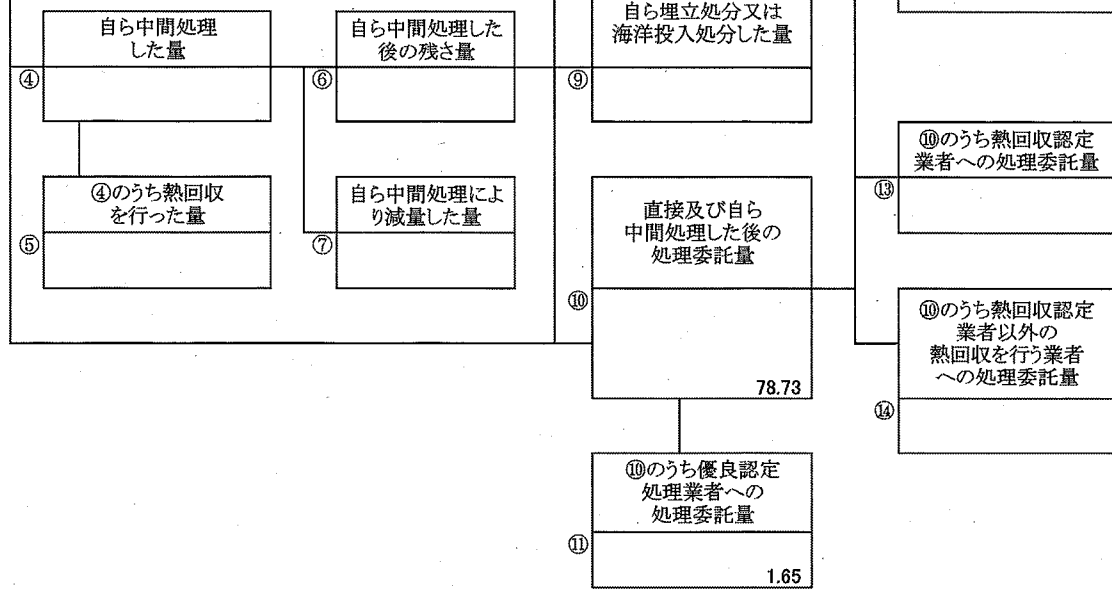 自ら中間処理
した量
④
④のうち熱回収
を行った量
⑤
自ら中間処理した
後の残さ量
⑥
自ら中間処理によ
り減量した量
⑦
自ら埋立処分又は
海洋投入処分した量
⑨
直接及び自ら
中間処理した後の
処理委託量
⑩
78.73
⑩のうち優良認定
処理業者への
処理委託量
⑪
1.65
⑩のうち熱回収認定
業者への処理委託量
⑬
⑩のうち熱回収認定
業者以外の
熱回収を行う業者
への処理委託量
⑭